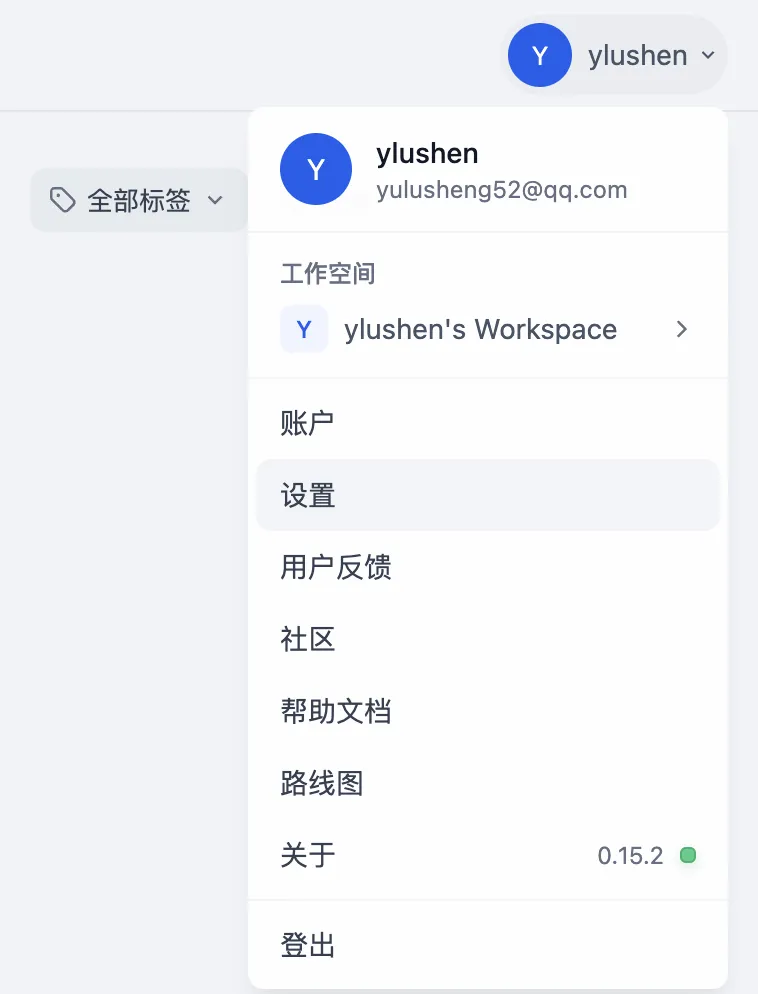 Y ylushen
全部标签
Y ylushen
yulusheng52@qq.com
工作空间
Y ylushen's Workspace
账户
设置
用户反馈
社区
帮助文档
路线图
关于 0.15.2
登出